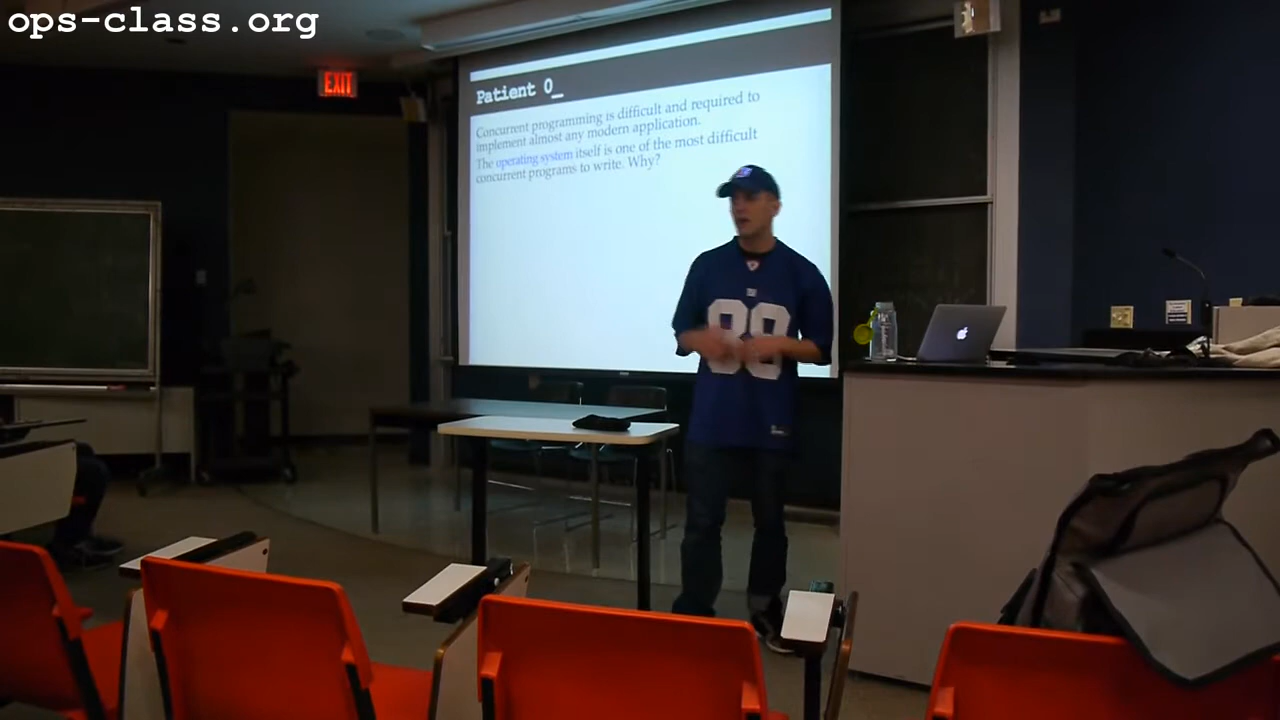 ops-class.org
EXIT
Patient 0_
Concurrent programming is difficult and required to
implement almost any modern application.
The operating system itself is one of the most difficult
concurrent programs to write. Why?
88